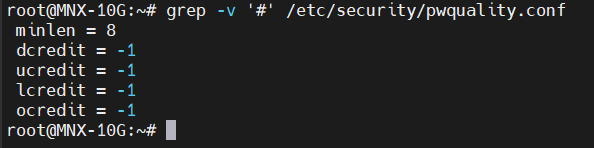 root@MNX-10G:~# grep -v '#' /etc/security/pwquality.conf
minlen = 8
dcredit = -1
ucredit = -1
lcredit = -1
ocredit = -1
root@MNX-10G:~#